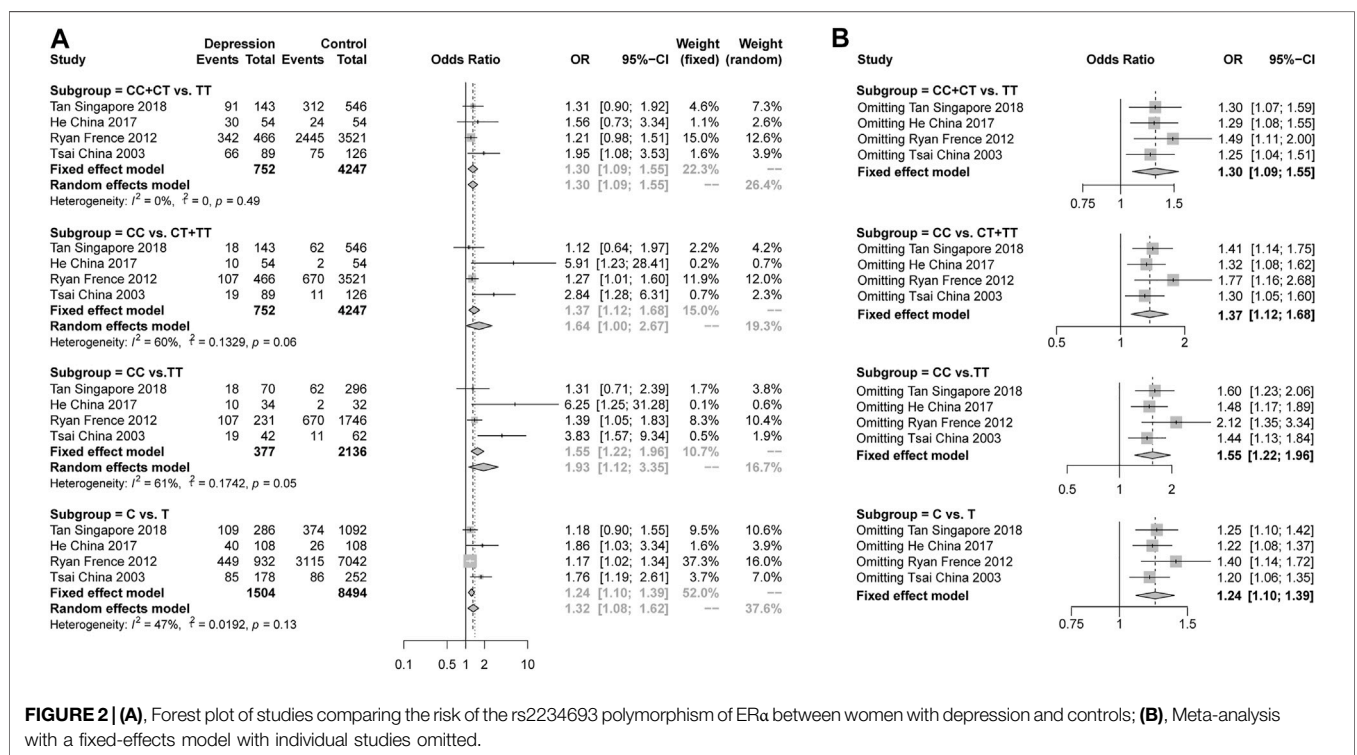 A
Depression Control Weight Weight
Study Events Total Events Total Odds Ratio OR 95%-CI (fixed) (random)
Subgroup = CC+CT vs. TT
Tan Singapore 2018 91 143 312 546 1.31 [0.90; 1.92] 4.6% 7.3%
He China 2017 30 54 24 54 1.56 [0.73; 3.34] 1.1% 2.6%
Ryan Frence 2012 342 466 2445 3521 1.21 [0.98; 1.51] 15.0% 12.6%
Tsai China 2003 66 89 75 126 1.95 [1.08; 3.53] 1.6% 3.9%
Fixed effect model 752 4247 1.30 [1.09; 1.55] 22.3% --
Random effects model 1.30 [1.09; 1.55] -- 26.4%
Heterogeneity: I² = 0%, τ² = 0, p = 0.49
Subgroup = CC vs. CT+TT
Tan Singapore 2018 18 143 62 546 1.12 [0.64; 1.97] 2.2% 4.2%
He China 2017 10 54 2 54 5.91 [1.23; 28.41] 0.2% 0.7%
Ryan Frence 2012 107 466 670 3521 1.27 [1.01; 1.60] 11.9% 12.0%
Tsai China 2003 19 89 11 126 2.84 [1.28; 6.31] 0.7% 2.3%
Fixed effect model 752 4247 1.37 [1.12; 1.68] 15.0% --
Random effects model 1.64 [1.00; 2.67] -- 19.3%
Heterogeneity: I² = 60%, τ² = 0.1329, p = 0.06
Subgroup = CC vs.TT
Tan Singapore 2018 18 70 62 296 1.31 [0.71; 2.39] 1.7% 3.8%
He China 2017 10 34 2 32 6.25 [1.25; 31.28] 0.1% 0.6%
Ryan Frence 2012 107 231 670 1746 1.39 [1.05; 1.83] 8.3% 10.4%
Tsai China 2003 19 42 11 62 3.83 [1.57; 9.34] 0.5% 1.9%
Fixed effect model 377 2136 1.55 [1.22; 1.96] 10.7% --
Random effects model 1.93 [1.12; 3.35] -- 16.7%
Heterogeneity: I² = 61%, τ² = 0.1742, p = 0.05
Subgroup = C vs. T
Tan Singapore 2018 109 286 374 1092 1.18 [0.90; 1.55] 9.5% 10.6%
He China 2017 40 108 26 108 1.86 [1.03; 3.34] 1.6% 3.9%
Ryan Frence 2012 449 932 3115 7042 1.17 [1.02; 1.34] 37.3% 16.0%
Tsai China 2003 85 178 86 252 1.76 [1.19; 2.61] 3.7% 7.0%
Fixed effect model 1504 8494 1.24 [1.10; 1.39] 52.0% --
Random effects model 1.32 [1.08; 1.62] -- 37.6%
Heterogeneity: I² = 47%, τ² = 0.0192, p = 0.13
0.1 0.5 1 2 10
B
Study Odds Ratio OR 95%-CI
Subgroup = CC+CT vs. TT
Omitting Tan Singapore 2018 1.30 [1.07; 1.59]
Omitting He China 2017 1.29 [1.08; 1.55]
Omitting Ryan Frence 2012 1.49 [1.11; 2.00]
Omitting Tsai China 2003 1.25 [1.04; 1.51]
Fixed effect model 1.30 [1.09; 1.55]
0.75 1 1.5
Subgroup = CC vs. CT+TT
Omitting Tan Singapore 2018 1.41 [1.14; 1.75]
Omitting He China 2017 1.32 [1.08; 1.62]
Omitting Ryan Frence 2012 1.77 [1.16; 2.68]
Omitting Tsai China 2003 1.30 [1.05; 1.60]
Fixed effect model 1.37 [1.12; 1.68]
0.5 1 2
Subgroup = CC vs.TT
Omitting Tan Singapore 2018 1.60 [1.23; 2.06]
Omitting He China 2017 1.48 [1.17; 1.89]
Omitting Ryan Frence 2012 2.12 [1.35; 3.34]
Omitting Tsai China 2003 1.44 [1.13; 1.84]
Fixed effect model 1.55 [1.22; 1.96]
0.5 1 2
Subgroup = C vs. T
Omitting Tan Singapore 2018 1.25 [1.10; 1.42]
Omitting He China 2017 1.22 [1.08; 1.37]
Omitting Ryan Frence 2012 1.40 [1.14; 1.72]
Omitting Tsai China 2003 1.20 [1.06; 1.35]
Fixed effect model 1.24 [1.10; 1.39]
0.75 1 1.5
FIGURE 2 | (A), Forest plot of studies comparing the risk of the rs2234693 polymorphism of ERα between women with depression and controls; (B), Meta-analysis
with a fixed-effects model with individual studies omitted.